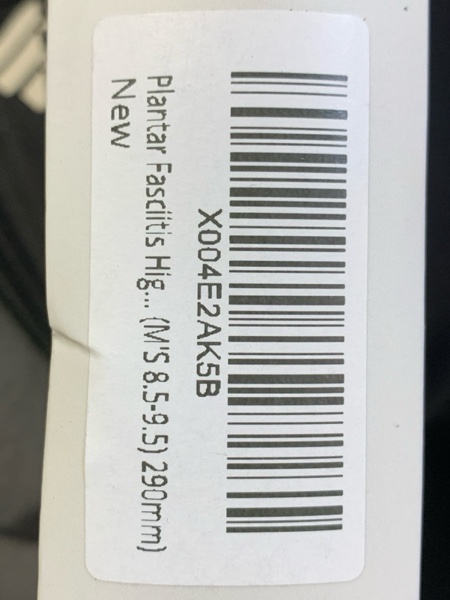 X004E2AK5B
Plantar Fasciitis Hig... (M'S 8.5-9.5) 290mm)
New